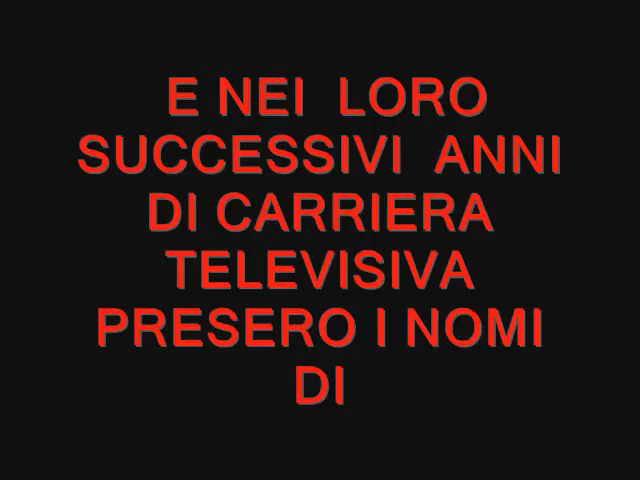 E NEI LORO
SUCCESSIVI ANNI
DI CARRIERA
TELEVISIVA
PRESERO I NOMI
DI